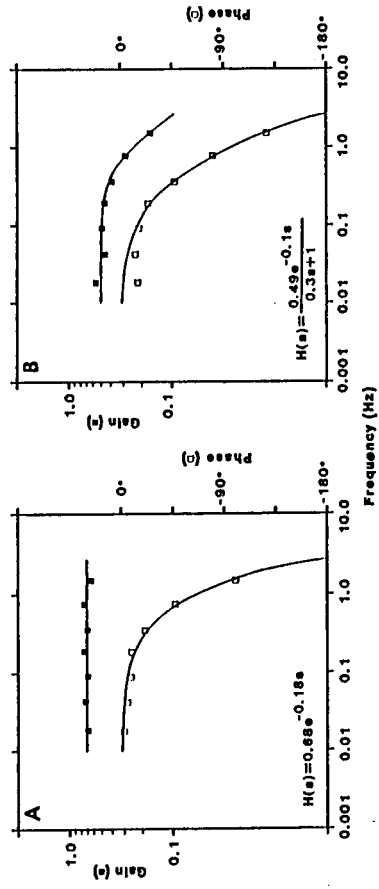 A
Gain (■)
1.0
0.1
0°
-90°
-180°
Phase (□)
0.001
0.01
0.1
1.0
10.0
H(s)=0.68e^-0.18s
B
Gain (■)
1.0
0.1
0°
-90°
-180°
Phase (□)
0.001
0.01
0.1
1.0
10.0
H(s)=0.49e^-0.1s
0.3s+1
Frequency (Hz)